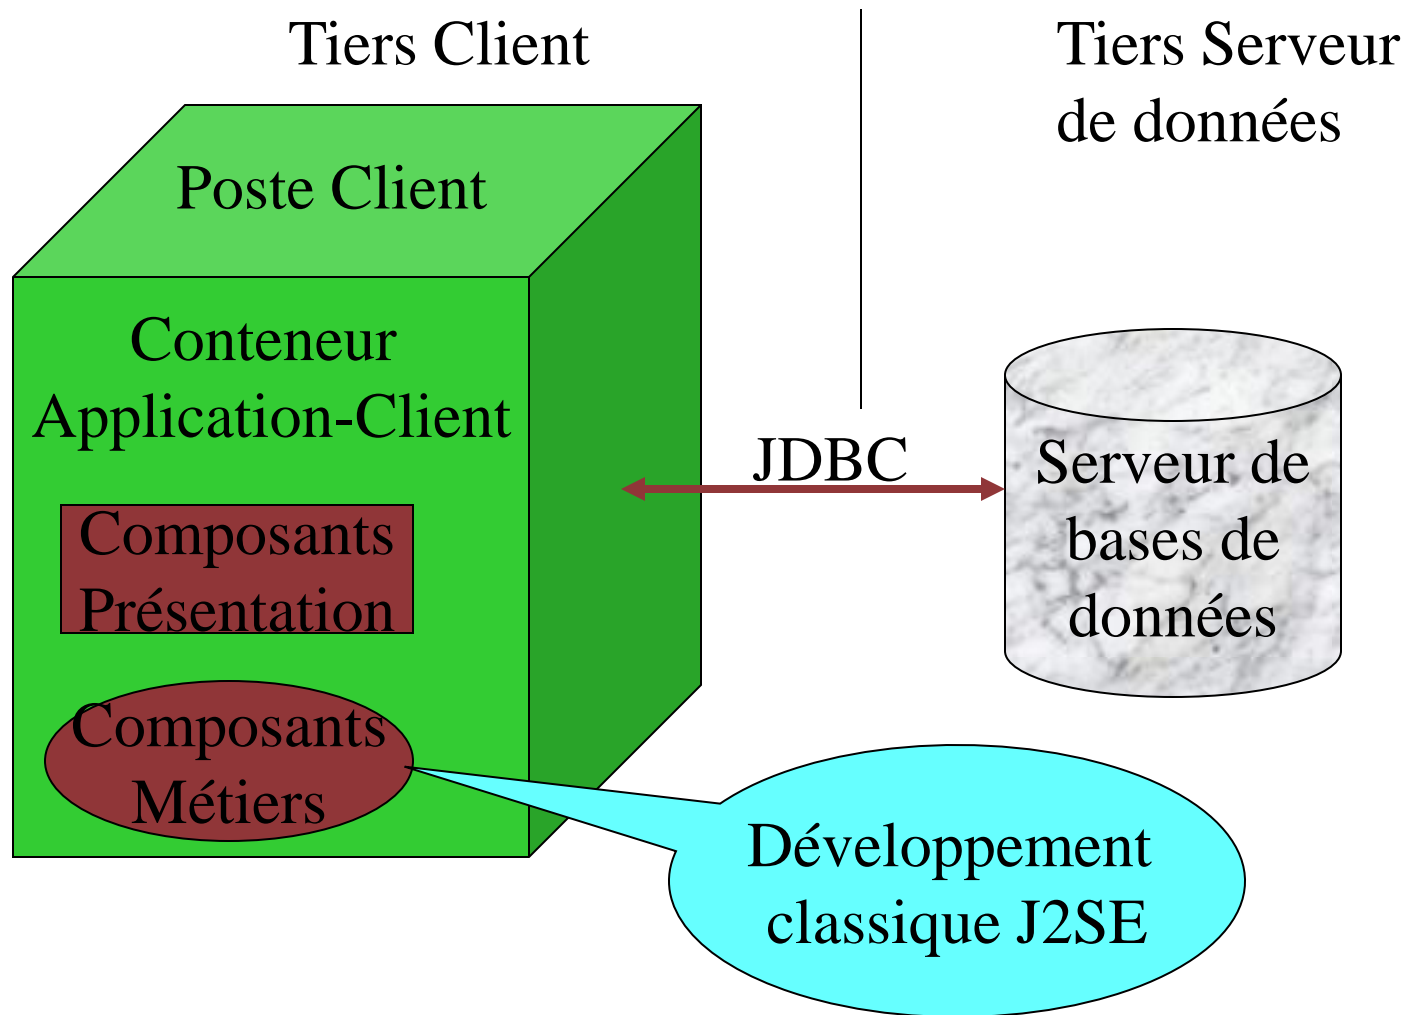 Tiers Client
Tiers Serveur
de données
Poste Client
Conteneur
Application-Client
JDBC
Serveur de
bases de
données
Composants
Présentation
Composants
Métiers
Développement
classique J2SE